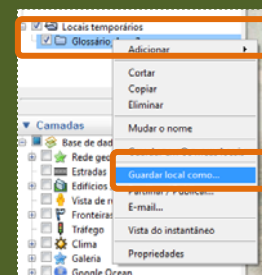 Locais temporários
Glossário
Adicionar
Cortar
Copiar
Eliminar
Mudar o nome
Guardar local como...
Partilhar / Publicar...
E-mail...
Vista do instantâneo
Propriedades
Camadas
Base de dad
Rede geo
Estradas
Edifícios
Vista de r
Fronteiras
Tráfego
Clima
Galeria
Google Ocean